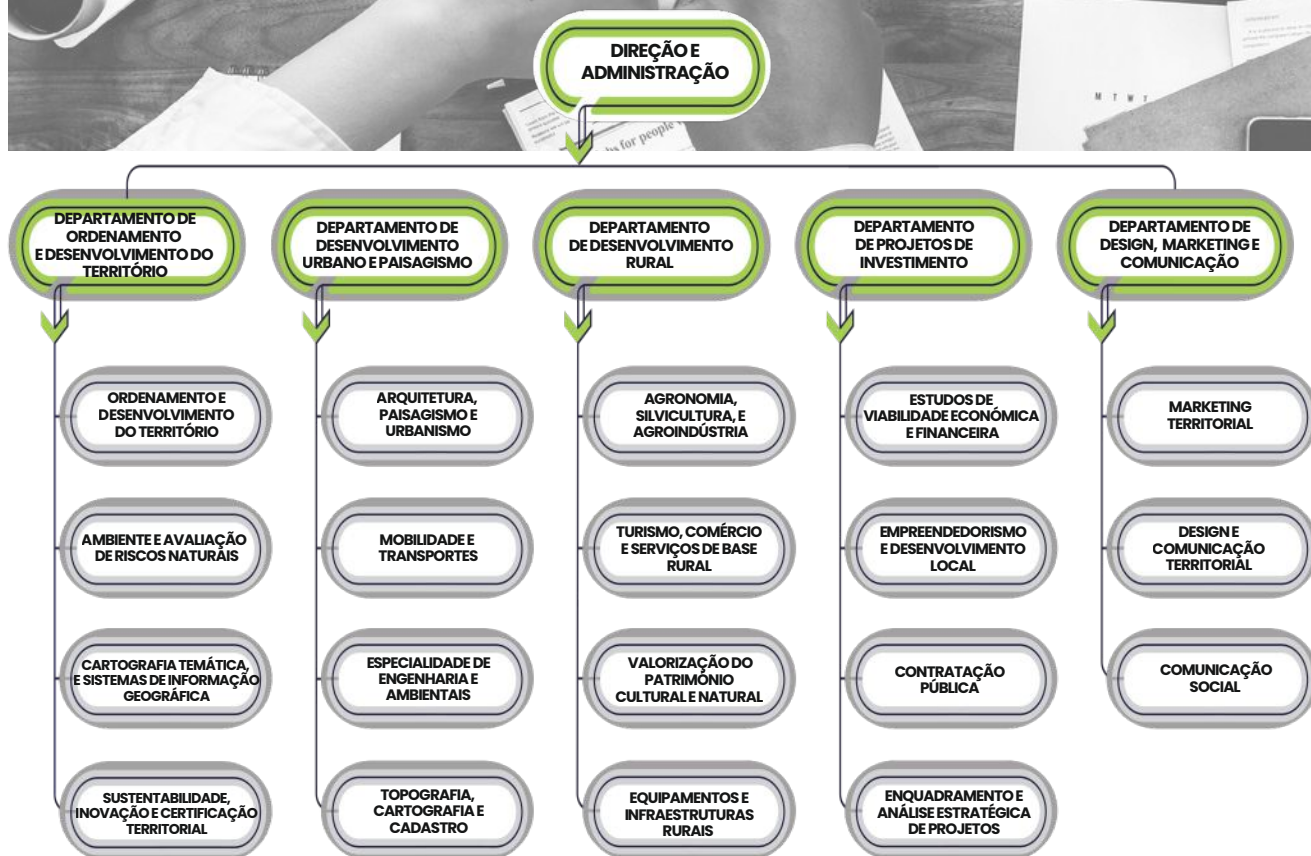 DIREÇÃO E
ADMINISTRAÇÃO
for people
M T W T
DEPARTAMENTO DE
ORDENAMENTO
E DESENVOLVIMENTO DO
TERRITÓRIO
DEPARTAMENTO DE
DESENVOLVIMENTO
URBANO E PAISAGISMO
DEPARTAMENTO
DE DESENVOLVIMENTO
RURAL
DEPARTAMENTO
DE PROJETOS DE
INVESTIMENTO
DEPARTAMENTO DE
DESIGN, MARKETING E
COMUNICAÇÃO
ORDENAMENTO E
DESENVOLVIMENTO
DO TERRITÓRIO
ARQUITETURA,
PAISAGISMO E
URBANISMO
AGRONOMIA,
SILVICULTURA, E
AGROINDÚSTRIA
ESTUDOS DE
VIABILIDADE ECONÓMICA
E FINANCEIRA
MARKETING
TERRITORIAL
AMBIENTE E AVALIAÇÃO
DE RISCOS NATURAIS
MOBILIDADE E
TRANSPORTES
TURISMO, COMÉRCIO
E SERVIÇOS DE BASE
RURAL
EMPREENDEDORISMO
E DESENVOLVIMENTO
LOCAL
DESIGN E
COMUNICAÇÃO
TERRITORIAL
CARTOGRAFIA TEMÁTICA,
E SISTEMAS DE INFORMAÇÃO
GEOGRÁFICA
ESPECIALIDADE DE
ENGENHARIA E
AMBIENTAIS
VALORIZAÇÃO DO
PATRIMÓNIO
CULTURAL E NATURAL
CONTRATAÇÃO
PÚBLICA
COMUNICAÇÃO
SOCIAL
SUSTENTABILIDADE,
INOVAÇÃO E CERTIFICAÇÃO
TERRITORIAL
TOPOGRAFIA,
CARTOGRAFIA E
CADASTRO
EQUIPAMENTOS E
INFRAESTRUTURAS
RURAIS
ENQUADRAMENTO E
ANÁLISE ESTRATÉGICA
DE PROJETOS